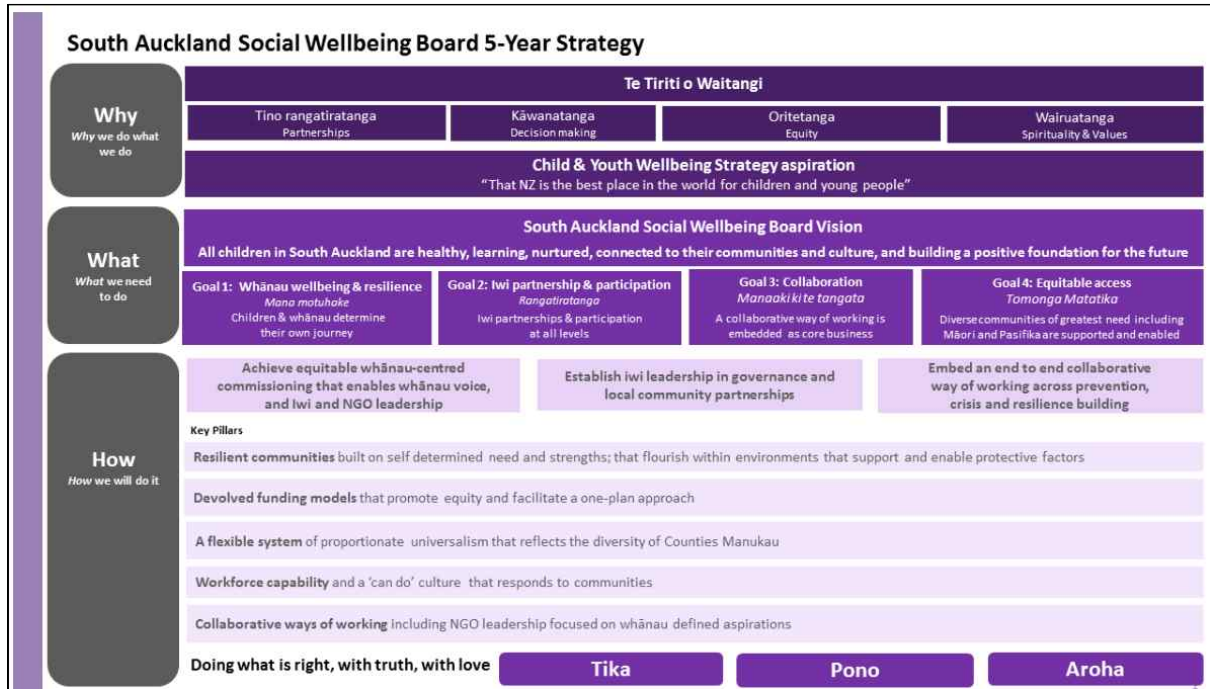 South Auckland Social Wellbeing Board 5-Year Strategy
Why
Why we do what
we do
Te Tiriti o Waitangi
Tino rangatiratanga
Partnerships
Kāwanatanga
Decision making
Oritetanga
Equity
Wairuatanga
Spirituality & Values
Child & Youth Wellbeing Strategy aspiration
"That NZ is the best place in the world for children and young people"
What
What we need
to do
South Auckland Social Wellbeing Board Vision
All children in South Auckland are healthy, learning, nurtured, connected to their communities and culture, and building a positive foundation for the future
Goal 1: Whānau wellbeing & resilience
Mana motuhake
Children & whānau determine
their own journey
Goal 2: Iwi partnership & participation
Rangatiratanga
Iwi partnerships & participation
at all levels
Goal 3: Collaboration
Manaaki ki te tangata
A collaborative way of working is
embedded as core business
Goal 4: Equitable access
Tomonga Matatika
Diverse communities of greatest need including
Māori and Pasifika are supported and enabled
How
How we will do it
Achieve equitable whānau-centred
commissioning that enables whānau voice,
and Iwi and NGO leadership
Establish iwi leadership in governance and
local community partnerships
Embed an end to end collaborative
way of working across prevention,
crisis and resilience building
Key Pillars
Resilient communities built on self determined need and strengths; that flourish within environments that support and enable protective factors
Devolved funding models that promote equity and facilitate a one-plan approach
A flexible system of proportionate universalism that reflects the diversity of Counties Manukau
Workforce capability and a 'can do' culture that responds to communities
Collaborative ways of working including NGO leadership focused on whānau defined aspirations
Doing what is right, with truth, with love
Tika
Pono
Aroha